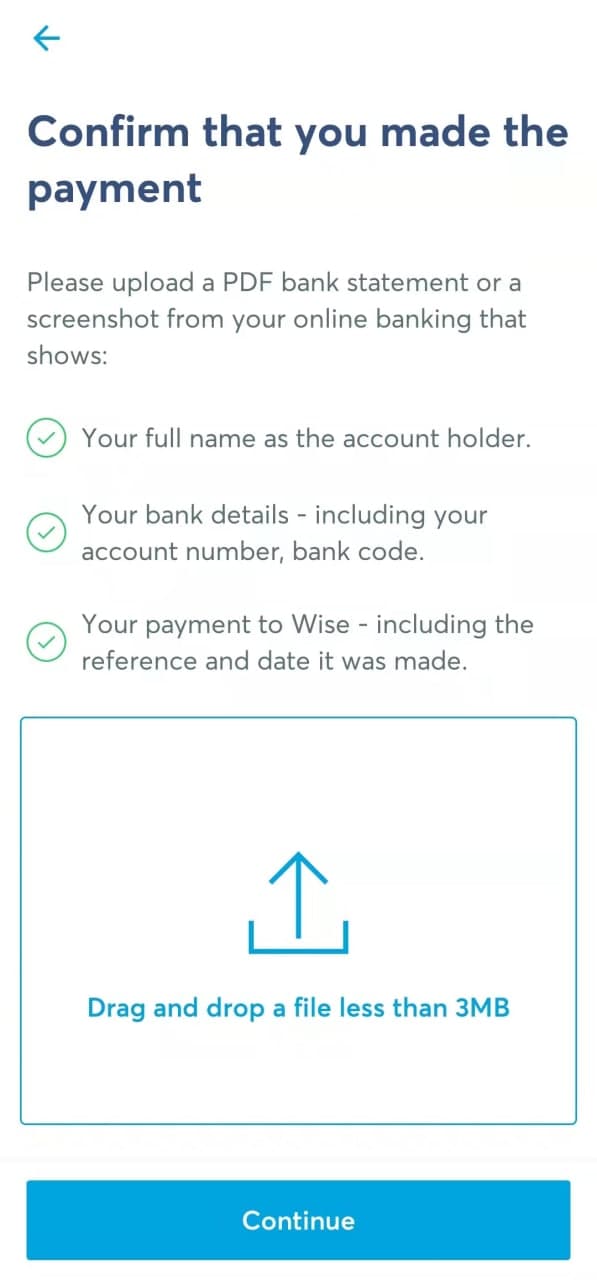 Confirm that you made the
payment
Please upload a PDF bank statement or a
screenshot from your online banking that
shows:
Your full name as the account holder.
Your bank details - including your
account number, bank code.
Your payment to Wise - including the
reference and date it was made.
Drag and drop a file less than 3MB
Continue